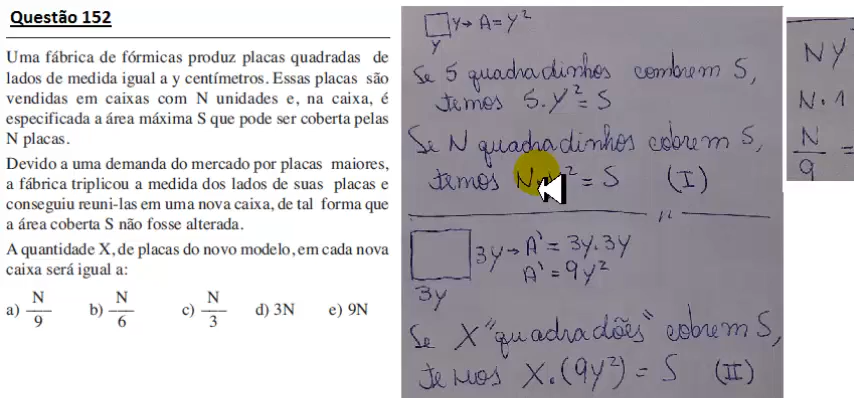 Questão 152
Uma fábrica de fórmicas produz placas quadradas de
lados de medida igual a y centímetros. Essas placas são
vendidas em caixas com N unidades e, na caixa, é
especificada a área máxima S que pode ser coberta pelas
N placas.
Devido a uma demanda do mercado por placas maiores,
a fábrica triplicou a medida dos lados de suas placas e
conseguiu reuni-las em uma nova caixa, de tal forma que
a área coberta S não fosse alterada.
A quantidade X, de placas do novo modelo, em cada nova
caixa será igual a:
a) N/9 b) N/6 c) N/3 d) 3N e) 9N
y → A = y²
y
Se 5 quadradinhos cobrem S,
temos 5.y² = S
Se N quadradinhos cobrem S,
temos N. y² = S (I)
3y → A' = 3y.3y
A' = 9y²
3y
Se X "quadradões" cobrem S,
temos X.(9y²) = S (II)
Ny
N.1
N/9 =